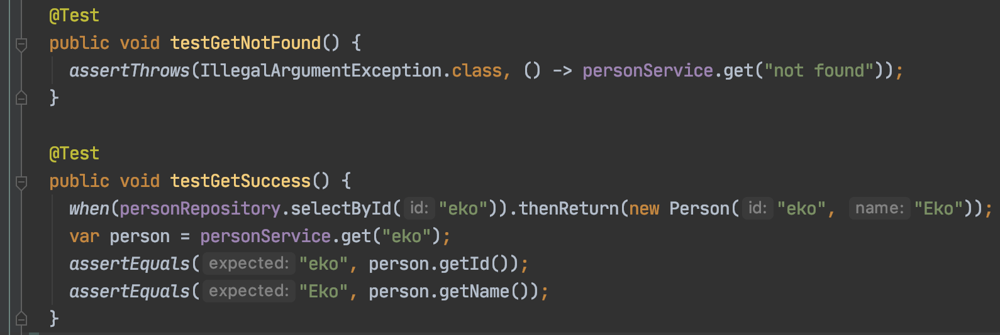 @Test
public void testGetNotFound() {
assertThrows(IllegalArgumentException.class, () -> personService.get("not found"));
}
@Test
public void testGetSuccess() {
when(personRepository.selectById( id: "eko")).thenReturn(new Person( id: "eko", name: "Eko"));
var person = personService.get("eko");
assertEquals( expected: "eko", person.getId());
assertEquals( expected: "Eko", person.getName());
}